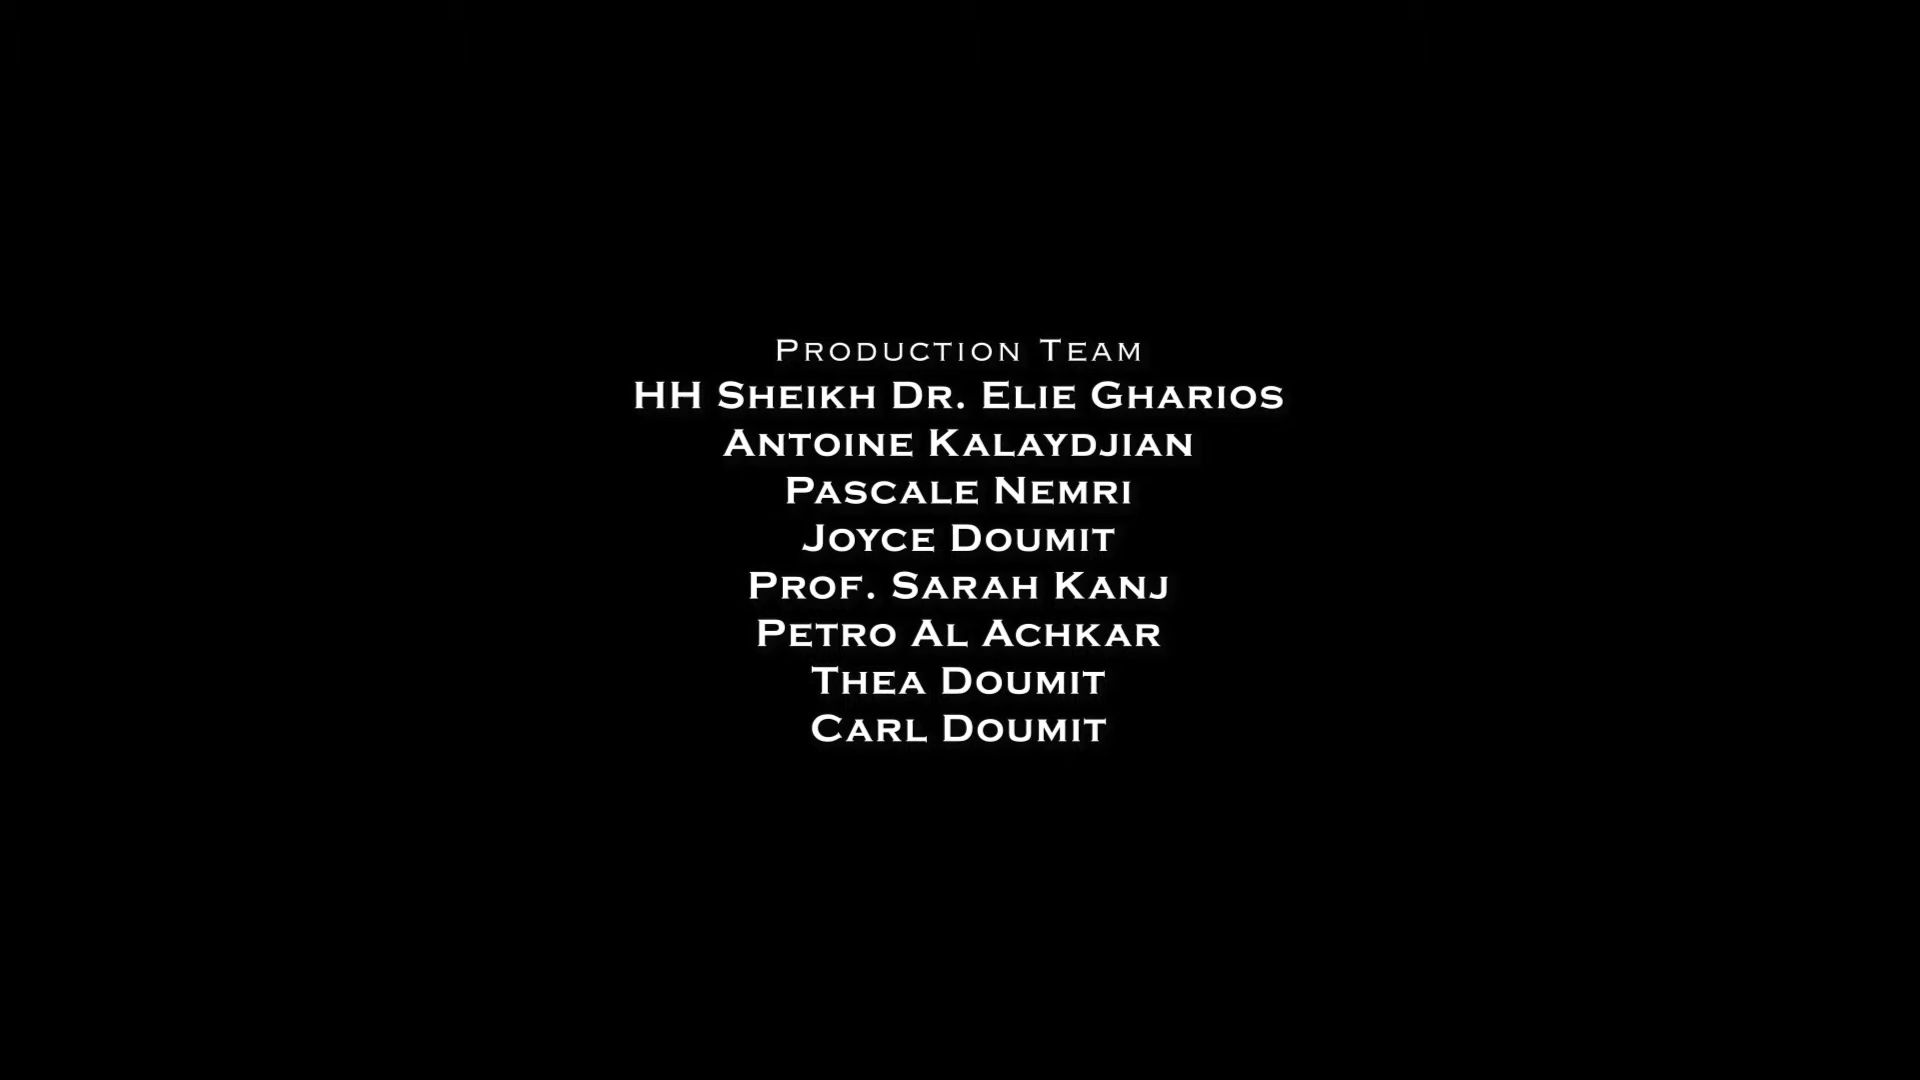 Production Team
HH Sheikh Dr. Elie Gharios
Antoine Kalaydjian
Pascale Nemri
Joyce Doumit
Prof. Sarah Kanj
Petro Al Achkar
Thea Doumit
Carl Doumit